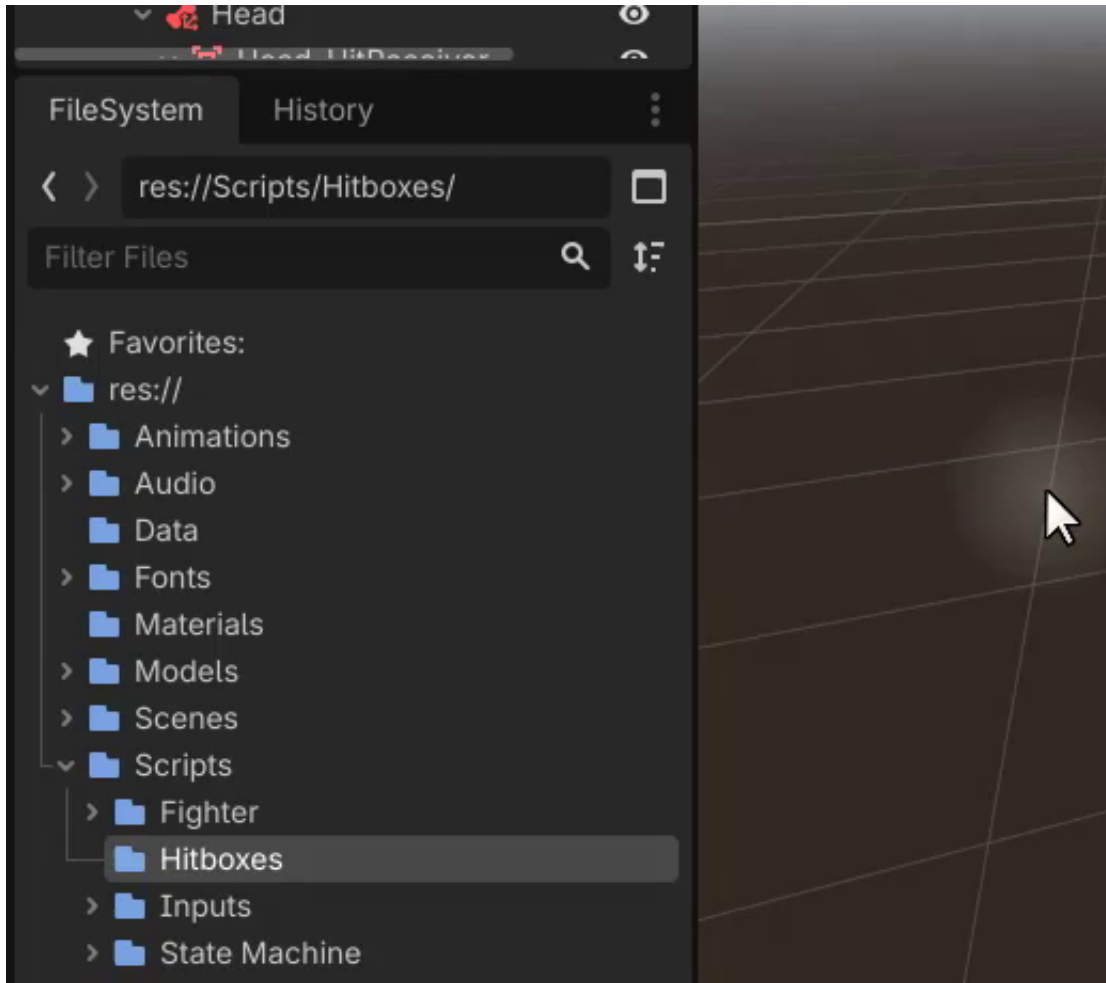 Head
Head_HitReceiver
FileSystem
History
res://Scripts/Hitboxes/
Filter Files
Favorites:
res://
Animations
Audio
Data
Fonts
Materials
Models
Scenes
Scripts
Fighter
Hitboxes
Inputs
State Machine